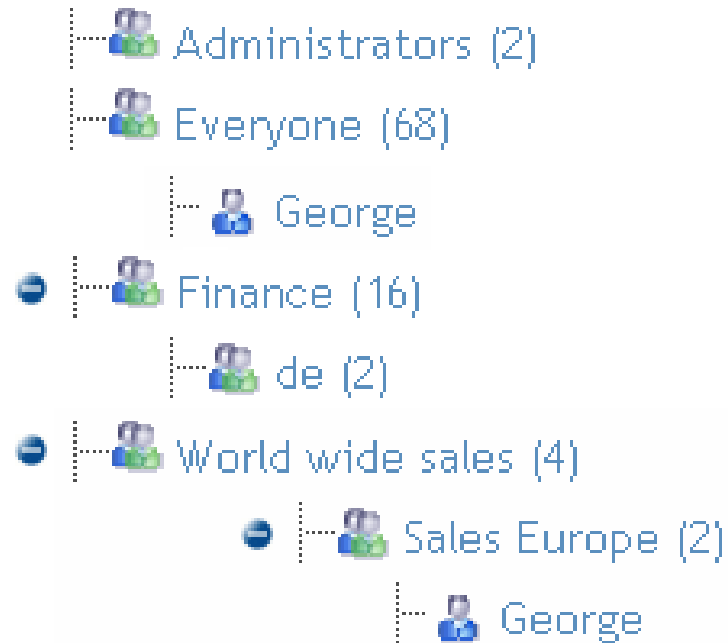 Administrators (2)
Everyone (68)
George
Finance (16)
de (2)
World wide sales (4)
Sales Europe (2)
George